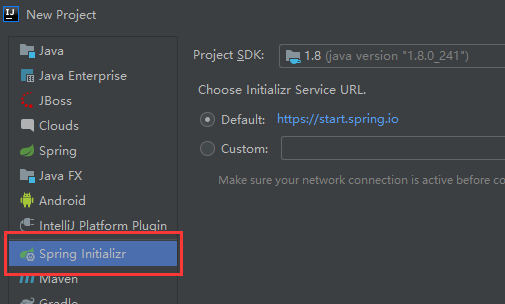 New Project
Java
Java Enterprise
JBoss
Clouds
Spring
Java FX
Android
IntelliJ Platform Plugin
Spring Initializr
Maven
Gradle
Project SDK: 1.8 (java version "1.8.0_241")
Choose Initializr Service URL.
Default: https://start.spring.io
Custom:
Make sure your network connection is active before co